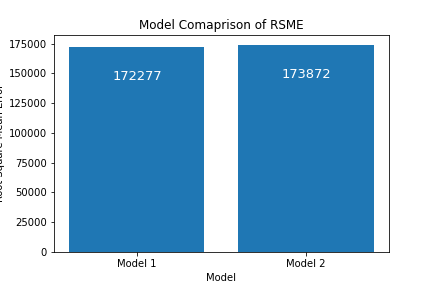 Model Comaprison of RSME
175000
150000
125000
100000
75000
50000
25000
0
172277
173872
Model 1
Model 2
Model
Root Square Mean Error